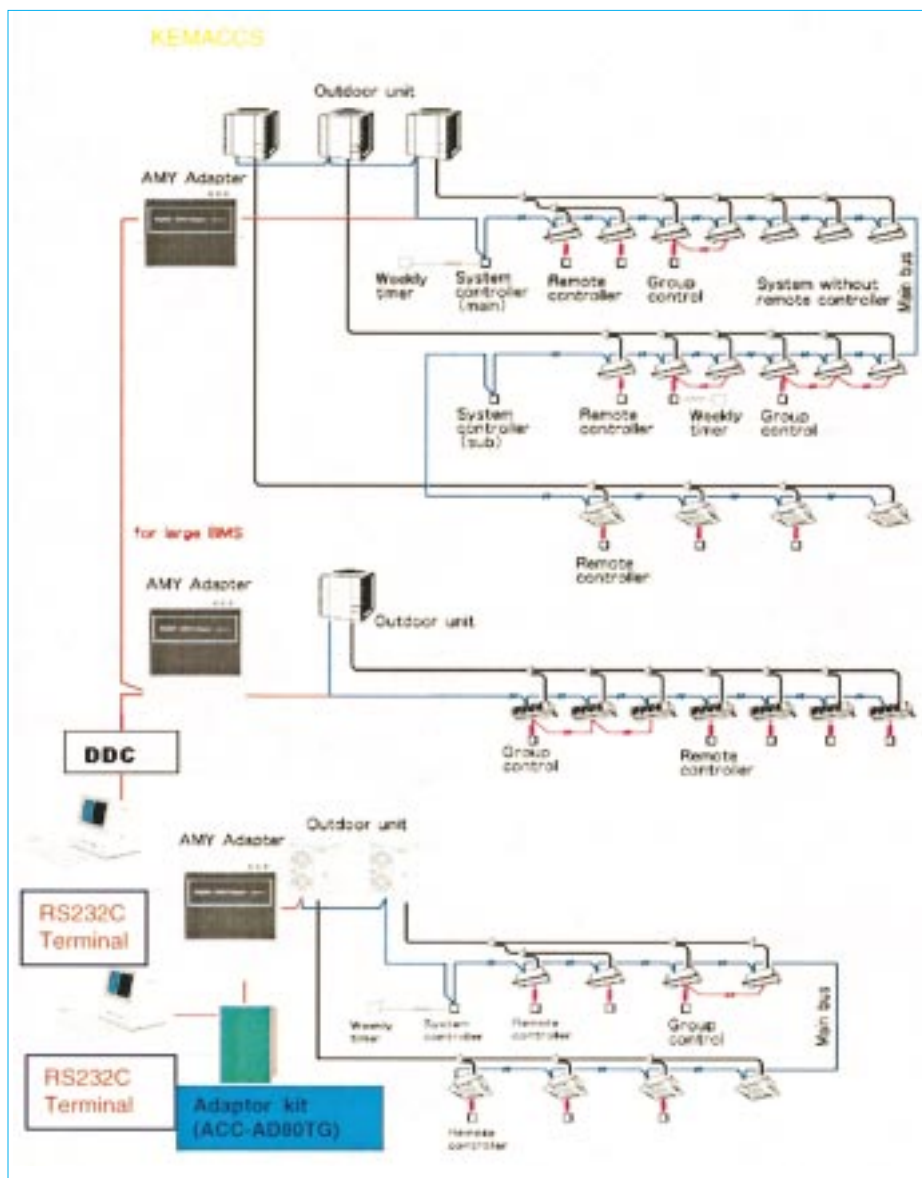 KEMACCS
Outdoor unit
AMY Adapter
Weekly
timer
System
controller
(main)
Remote
controller
Group
control
System without
remote controller
Main bus
System
controller
(sub)
Remote
controller
Weekly
timer
Group
control
for large BMS
Remote
controller
AMY Adapter
Outdoor unit
DDC
Group
control
Remote
controller
Outdoor unit
AMY Adapter
RS232C
Terminal
Weekly
timer
System
controller
Remote
controller
Group
control
Main bus
RS232C
Terminal
Adaptor kit
(ACC-AD80TG)
Remote
controller